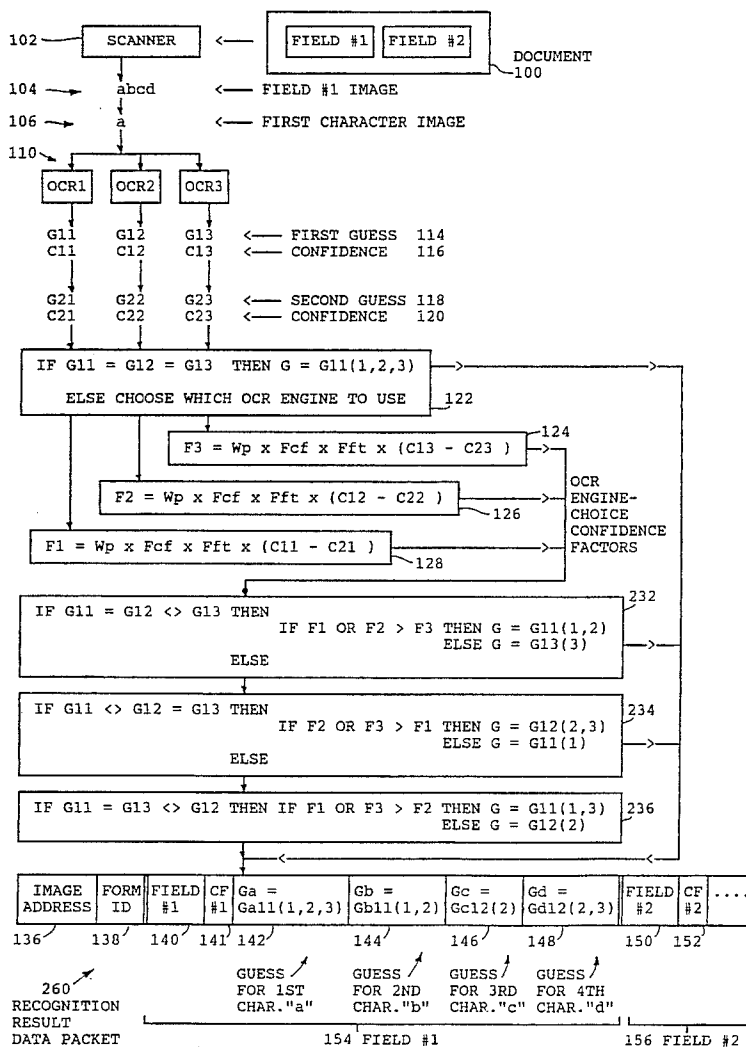 102 SCANNER <— FIELD #1 FIELD #2
DOCUMENT
100
104 abcd <— FIELD #1 IMAGE
106 a <— FIRST CHARACTER IMAGE
110
OCR1 OCR2 OCR3
G11 G12 G13 <— FIRST GUESS 114
C11 C12 C13 <— CONFIDENCE 116
G21 G22 G23 <— SECOND GUESS 118
C21 C22 C23 <— CONFIDENCE 120
IF G11 = G12 = G13 THEN G = G11(1,2,3)
ELSE CHOOSE WHICH OCR ENGINE TO USE
122
124
F3 = Wp x Fcf x Fft x (C13 - C23 )
F2 = Wp x Fcf x Fft x (C12 - C22 )
126
F1 = Wp x Fcf x Fft x (C11 - C21 )
128
OCR
ENGINE-
CHOICE
CONFIDENCE
FACTORS
232
IF G11 = G12 <> G13 THEN
IF F1 OR F2 > F3 THEN G = G11(1,2)
ELSE G = G13(3)
ELSE
234
IF G11 <> G12 = G13 THEN
IF F2 OR F3 > F1 THEN G = G12(2,3)
ELSE G = G11(1)
ELSE
236
IF G11 = G13 <> G12 THEN IF F1 OR F3 > F2 THEN G = G11(1,3)
ELSE G = G12(2)
IMAGE FORM FIELD CF Ga = Gb = Gc = Gd = FIELD CF ....
ADDRESS ID #1 #1 Ga11(1,2,3) Gb11(1,2) Gc12(2) Gd12(2,3) #2 #2
136 138 140 141 142 144 146 148 150 152
260
RECOGNITION
RESULT
DATA PACKET
GUESS GUESS GUESS GUESS
FOR 1ST FOR 2ND FOR 3RD FOR 4TH
CHAR."a" CHAR."b" CHAR."c" CHAR."d"
154 FIELD #1 156 FIELD #2